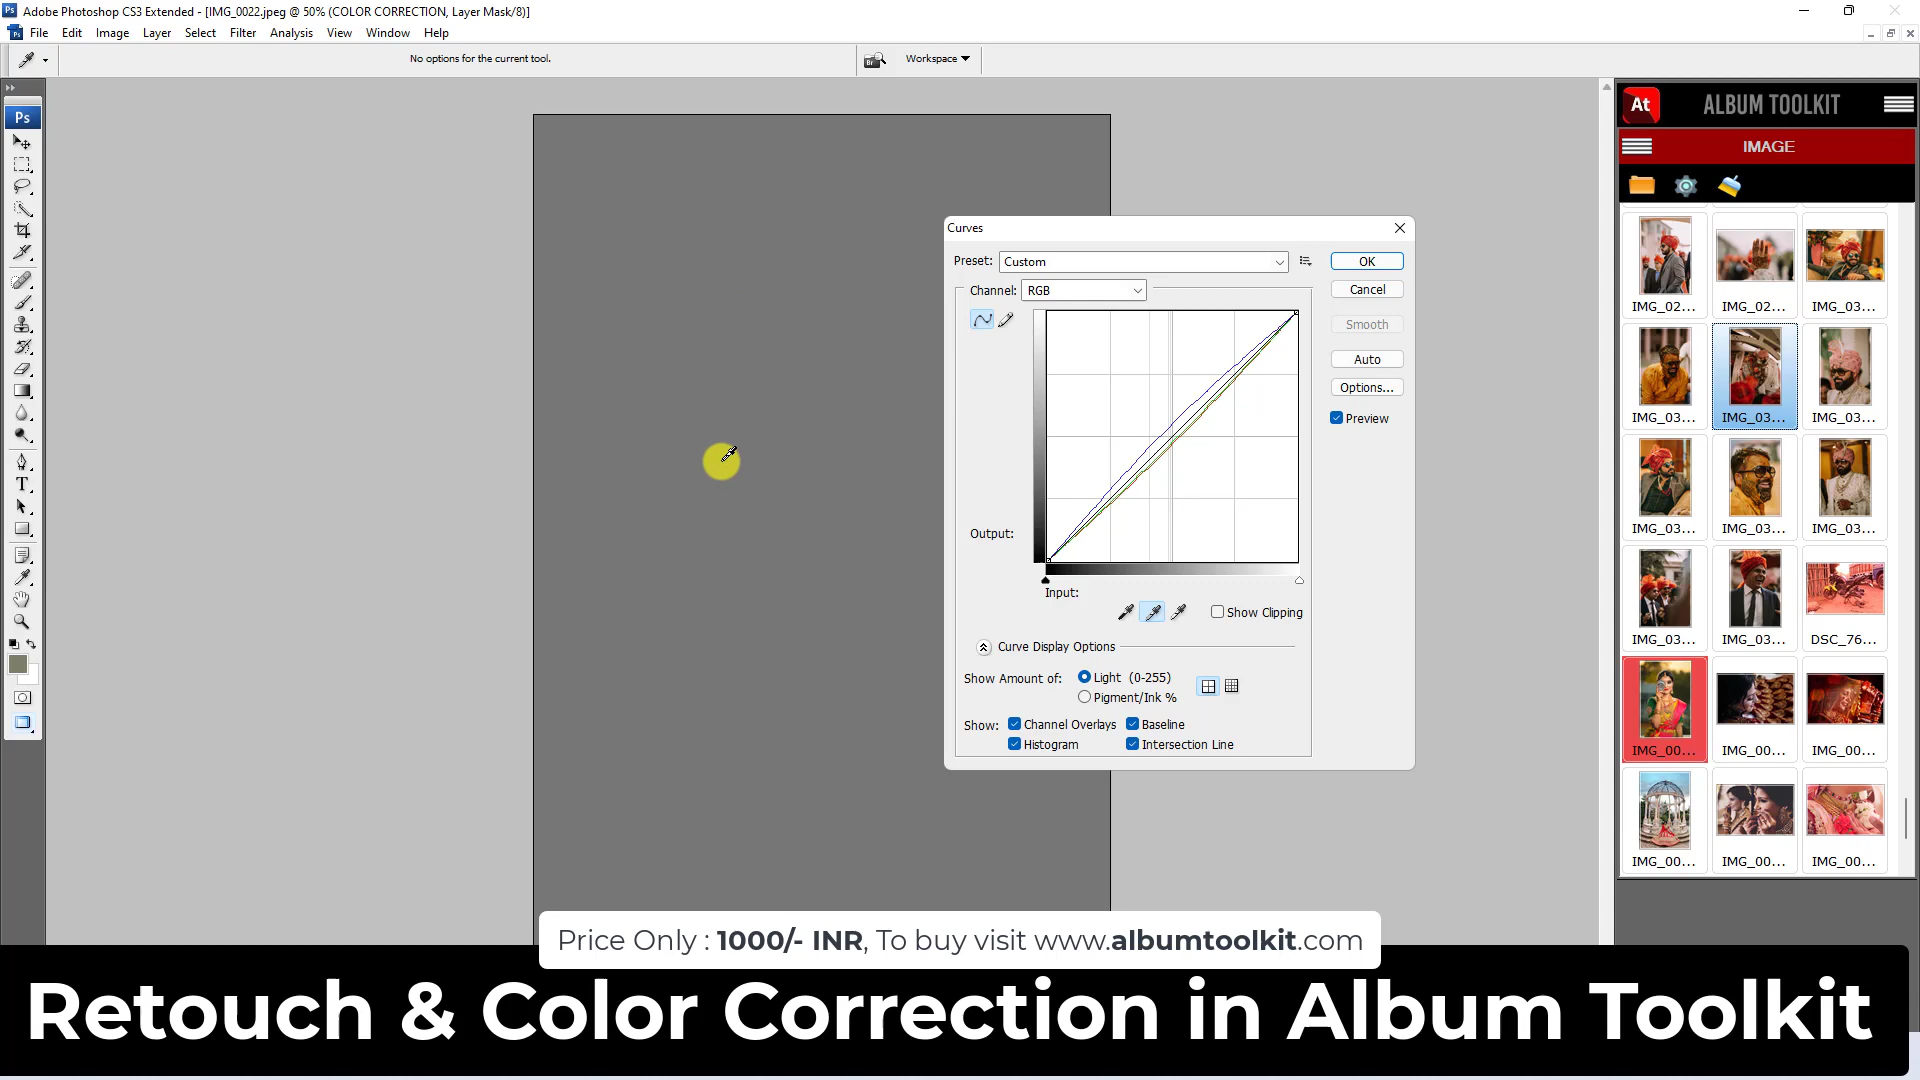 Adobe Photoshop CS3 Extended - [IMG_0022.jpeg @ 50% (COLOR CORRECTION, Layer Mask/8)]
File Edit Image Layer Select Filter Analysis View Window Help
No options for the current tool.
Br
Workspace
Ps
At ALBUM TOOLKIT
IMAGE
Curves
Preset: Custom
OK
Channel: RGB
Cancel
Smooth
Auto
Options...
Preview
Output:
Input:
Show Clipping
Curve Display Options
Show Amount of: Light (0-255)
Pigment/Ink %
Show: Channel Overlays Baseline
Histogram Intersection Line
IMG_02... IMG_02... IMG_03...
IMG_03... IMG_03... IMG_03...
IMG_03... IMG_03... IMG_03...
IMG_03... IMG_03... DSC_76...
IMG_00... IMG_00... IMG_00...
IMG_00... IMG_00... IMG_00...
Price Only : 1000/- INR, To buy visit www.albumtoolkit.com
Retouch & Color Correction in Album Toolkit